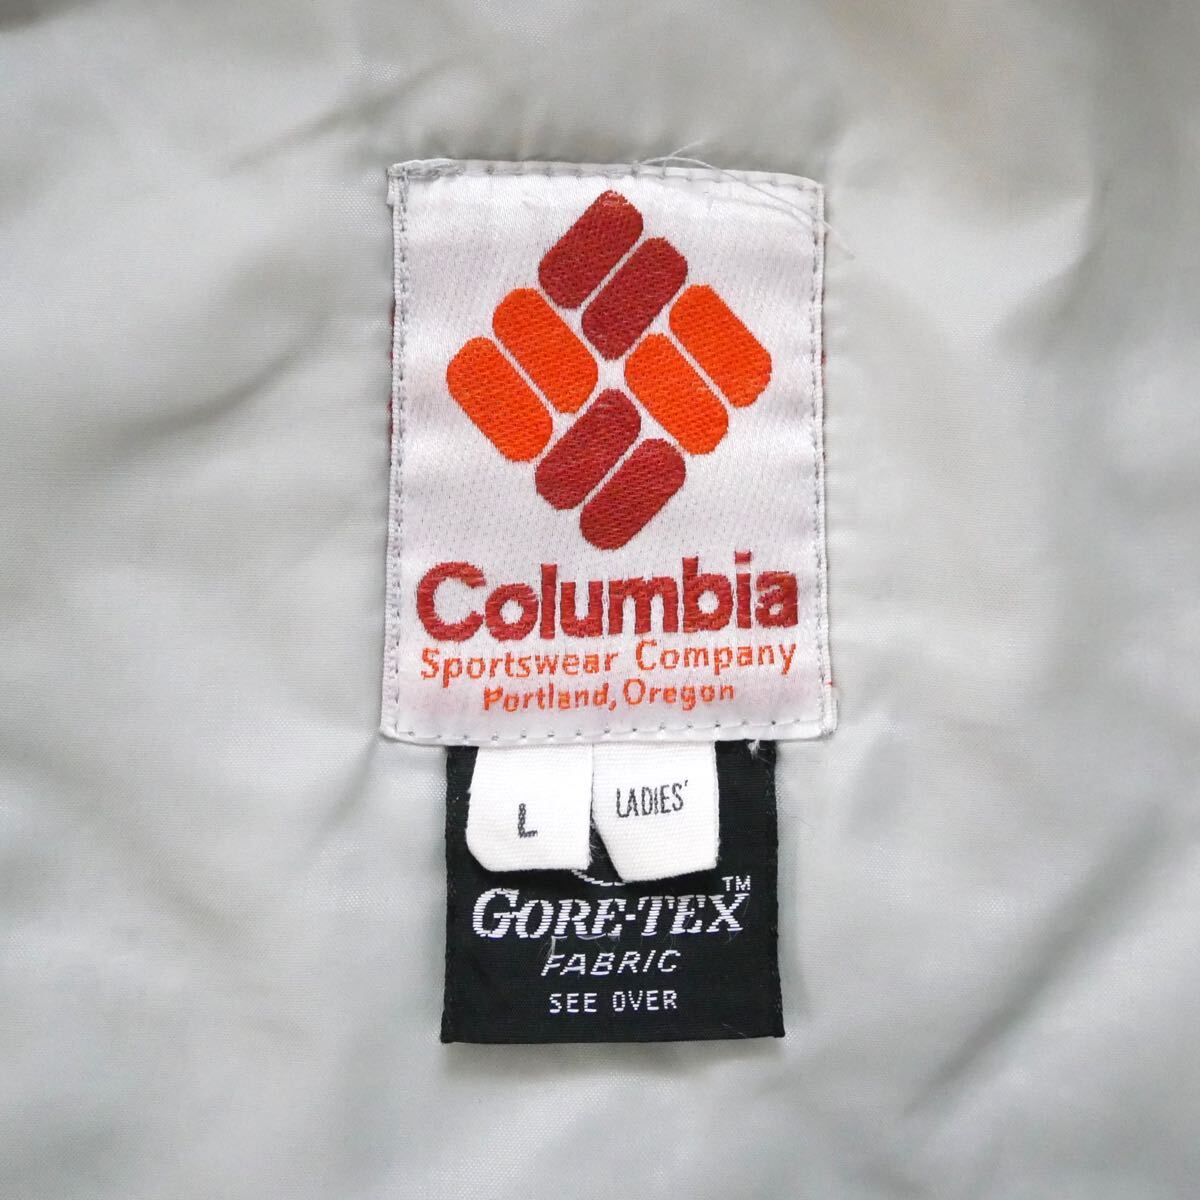 Columbia
Sportswear Company
Portland, Oregon
L
LADIES'
GORE-TEX™
FABRIC
SEE OVER